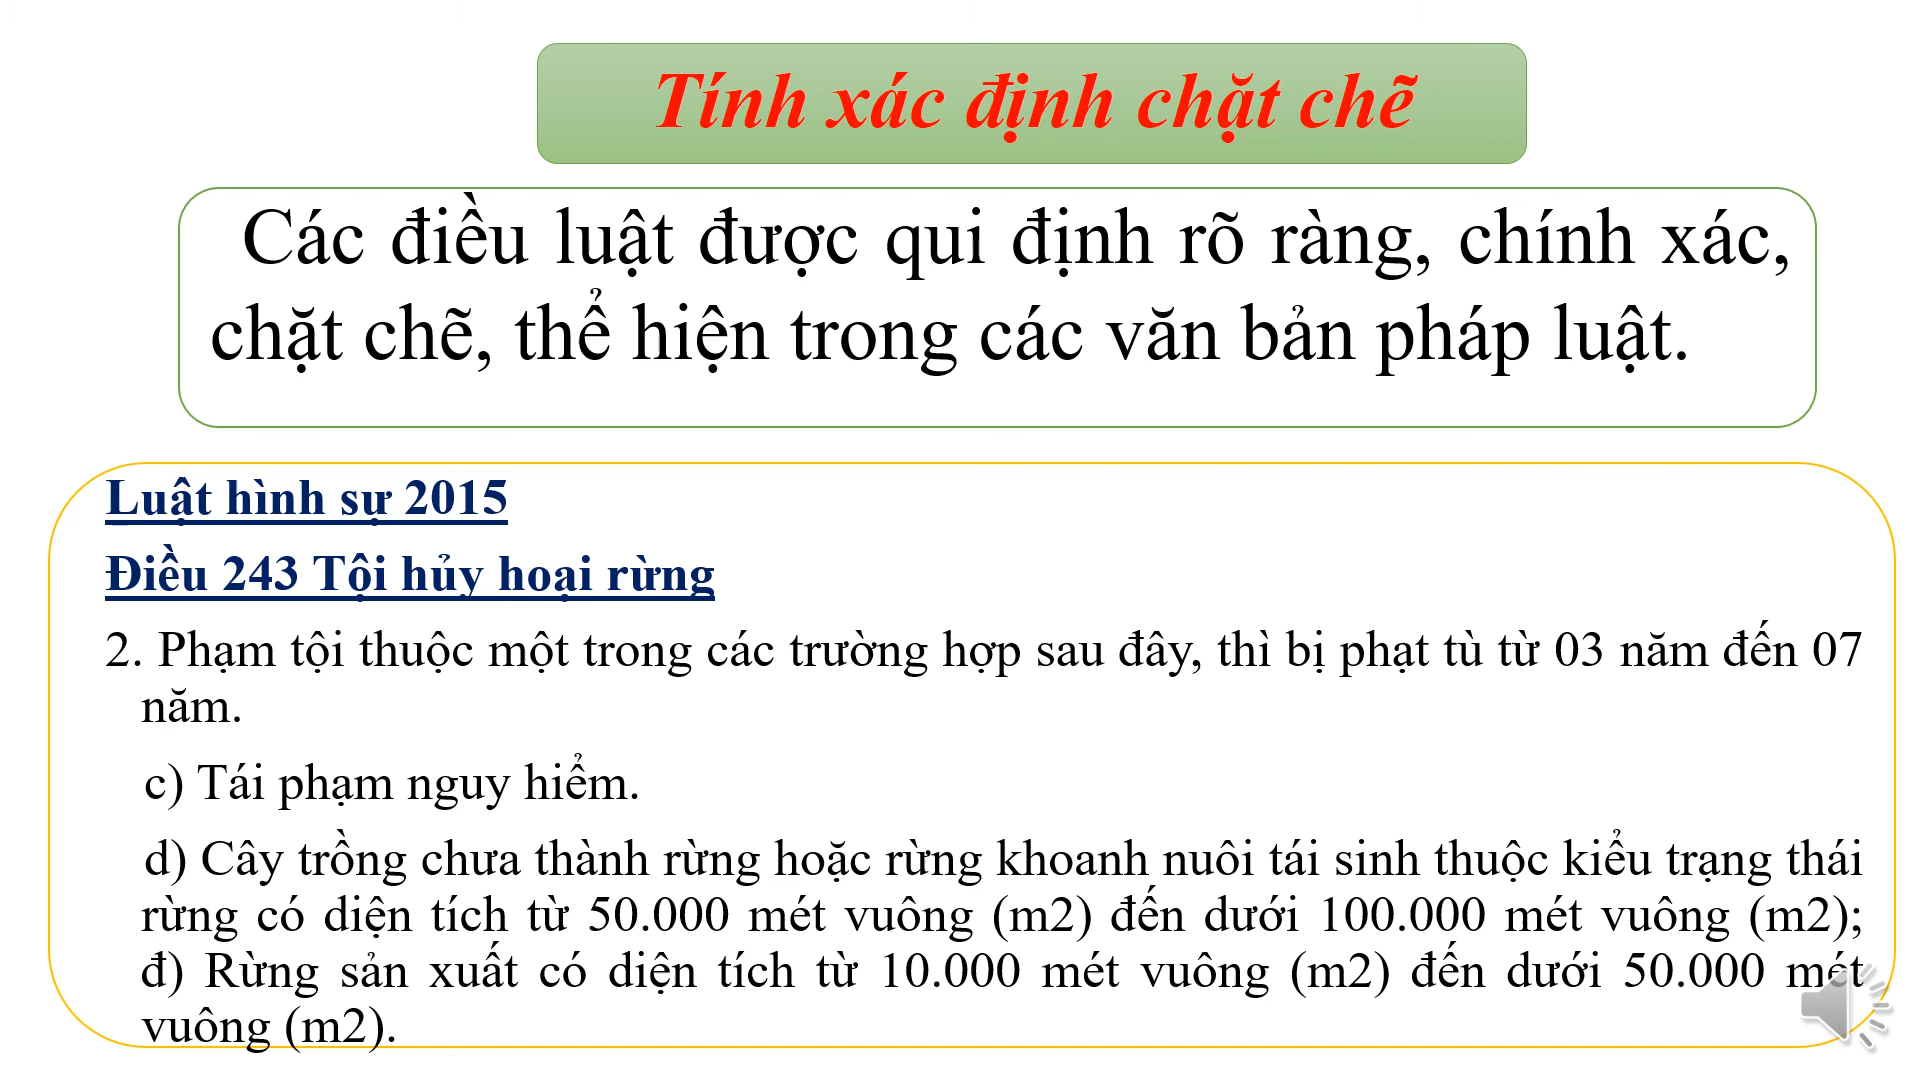 Tính xác định chặt chẽ
Các điều luật được qui định rõ ràng, chính xác,
chặt chẽ, thể hiện trong các văn bản pháp luật.
Luật hình sự 2015
Điều 243 Tội hủy hoại rừng
2. Phạm tội thuộc một trong các trường hợp sau đây, thì bị phạt tù từ 03 năm đến 07
năm.
c) Tái phạm nguy hiểm.
d) Cây trồng chưa thành rừng hoặc rừng khoanh nuôi tái sinh thuộc kiểu trạng thái
rừng có diện tích từ 50.000 mét vuông (m2) đến dưới 100.000 mét vuông (m2);
đ) Rừng sản xuất có diện tích từ 10.000 mét vuông (m2) đến dưới 50.000 mét
vuông (m2).